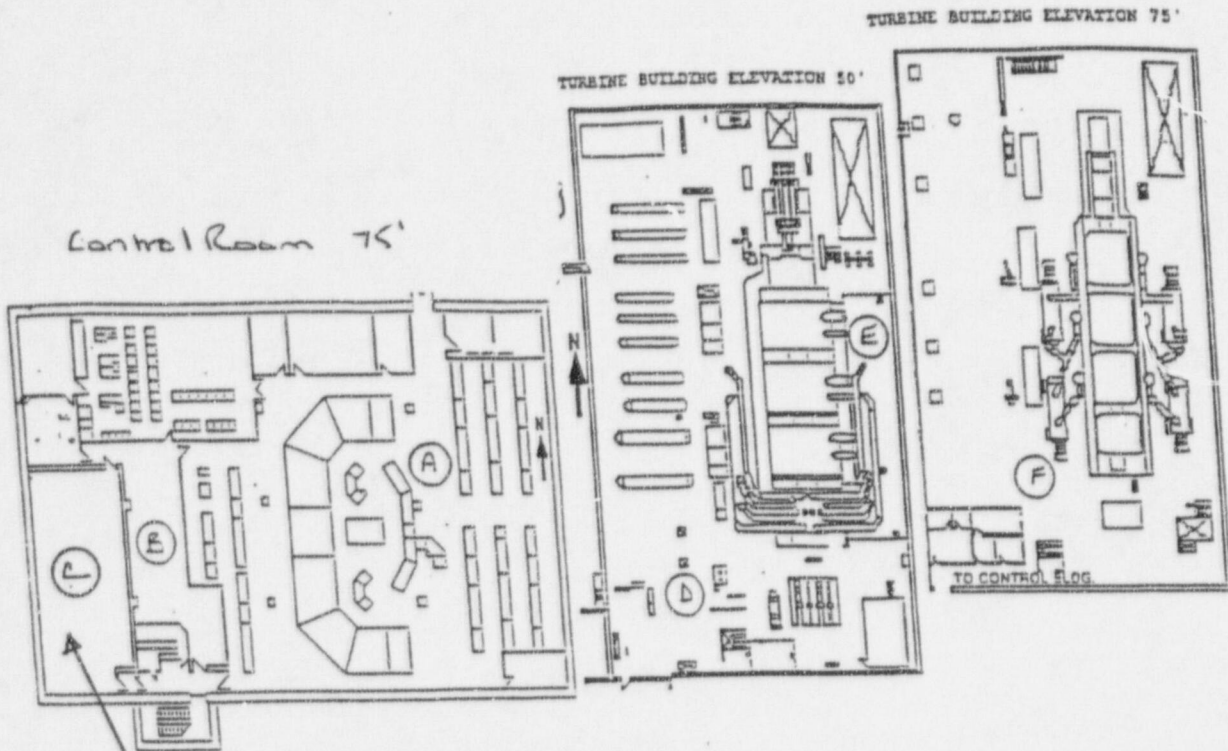 TURBINE BUILDING ELEVATION 75'
TURBINE BUILDING ELEVATION 50'
Control Room 75'
N
N
A
B
C
D
E
F
TO CONTROL BLDG.